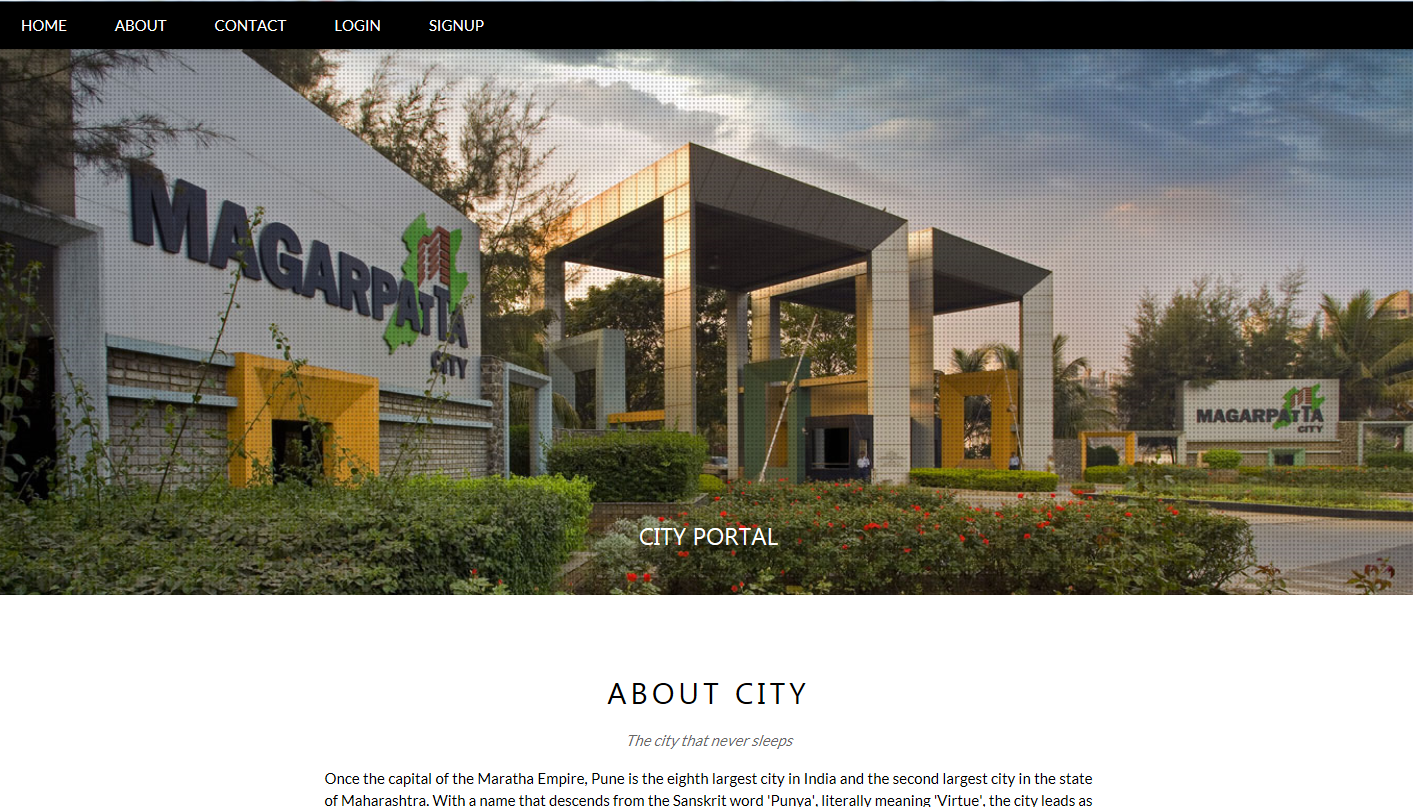 HOME ABOUT CONTACT LOGIN SIGNUP
MAGARPATTA
CITY
MAGARPATTA
CITY
CITY PORTAL
ABOUT CITY
The city that never sleeps
Once the capital of the Maratha Empire, Pune is the eighth largest city in India and the second largest city in the state
of Maharashtra. With a name that descends from the Sanskrit word 'Punya', literally meaning 'Virtue', the city leads as